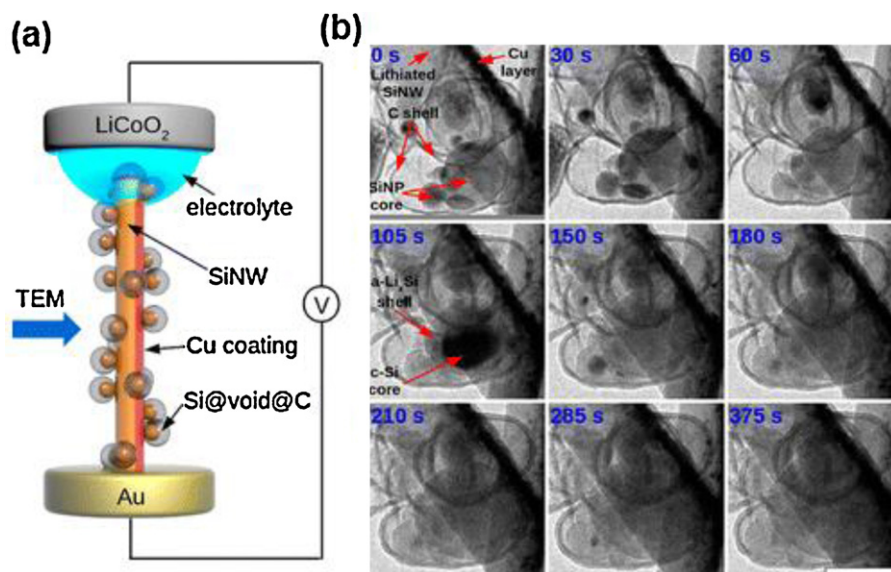 (a)
LiCoO2
electrolyte
SiNW
TEM
V
Cu coating
Si@void@C
Au
(b)
0 s
Lithiated
SiNW
Cu
layer
C shell
SiNP
core
30 s
60 s
105 s
a-LixSi
shell
c-Si
core
150 s
180 s
210 s
285 s
375 s